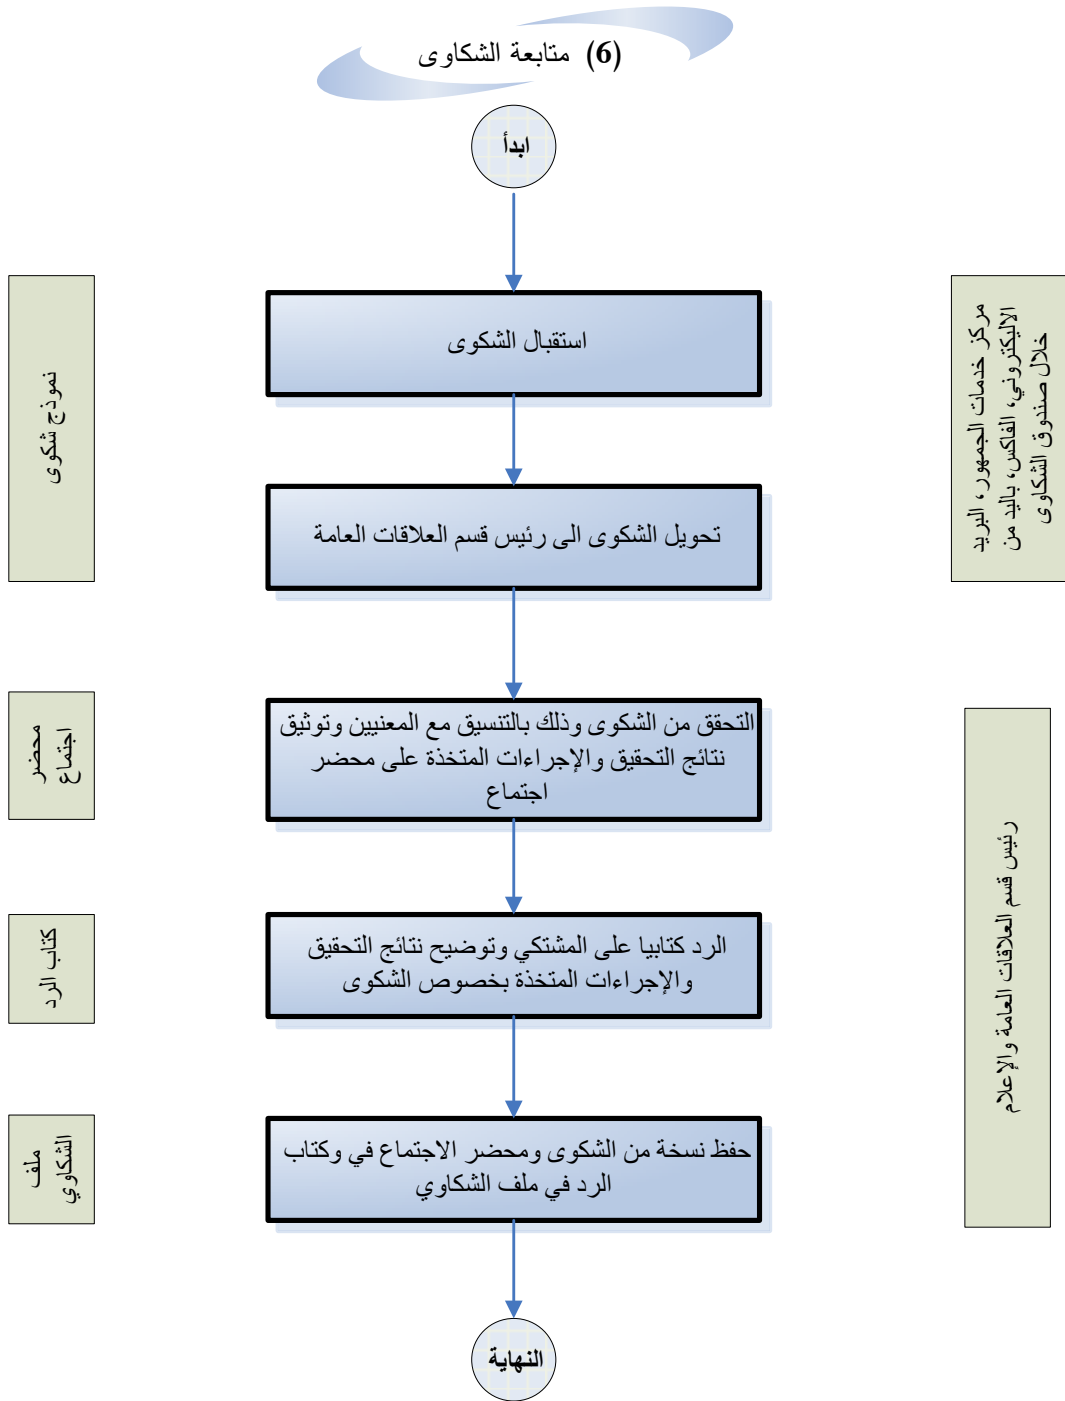 (6) متابعة الشكاوى
ابدأ
مركز خدمات الجمهور، البريد
الاليكتروني، الفاكس، باليد من
خلال صندوق الشكاوى
استقبال الشكوى
نموذج شكوى
تحويل الشكوى الى رئيس قسم العلاقات العامة
رئيس قسم العلاقات العامة والإعلام
التحقق من الشكوى وذلك بالتنسيق مع المعنيين وتوثيق
نتائج التحقيق والإجراءات المتخذة على محضر
اجتماع
محضر
اجتماع
الرد كتابيا على المشتكي وتوضيح نتائج التحقيق
والإجراءات المتخذة بخصوص الشكوى
كتاب الرد
حفظ نسخة من الشكوى ومحضر الاجتماع في وكتاب
الرد في ملف الشكاوي
ملف
الشكاوي
النهاية